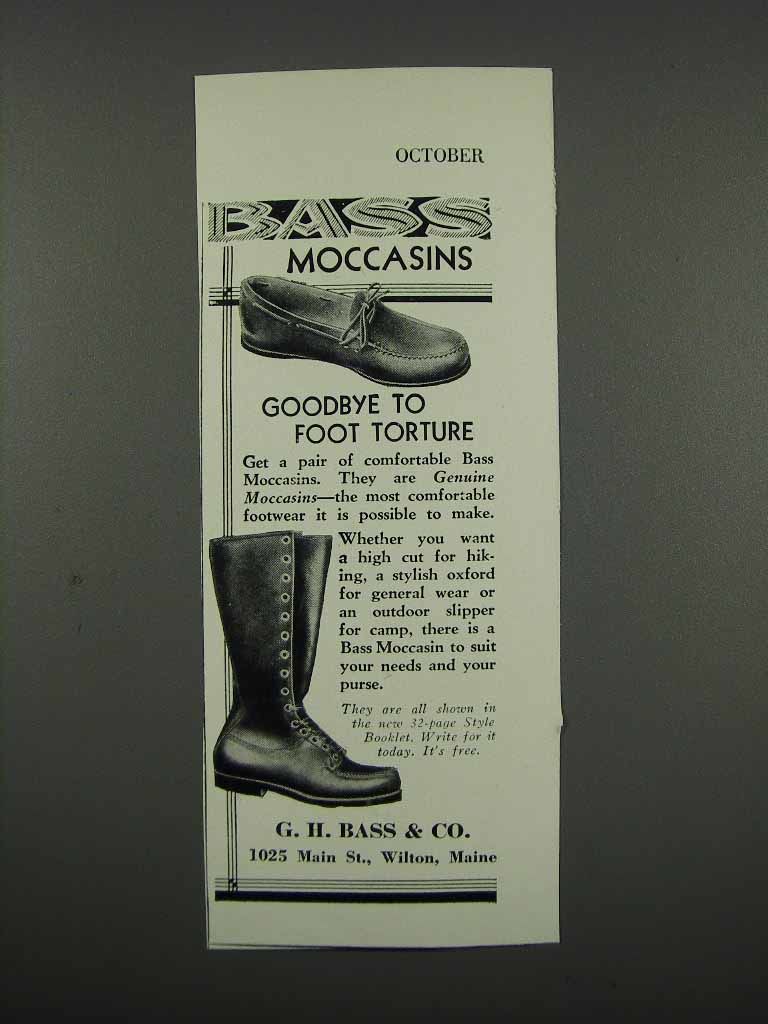 OCTOBER
BASS
MOCCASINS
GOODBYE TO
FOOT TORTURE
Get a pair of comfortable Bass
Moccasins. They are Genuine
Moccasins—the most comfortable
footwear it is possible to make.
Whether you want
a high cut for hik-
ing, a stylish oxford
for general wear or
an outdoor slipper
for camp, there is a
Bass Moccasin to suit
your needs and your
purse.
They are all shown in
the new 32-page Style
Booklet. Write for it
today. It's free.
G. H. BASS & CO.
1025 Main St., Wilton, Maine